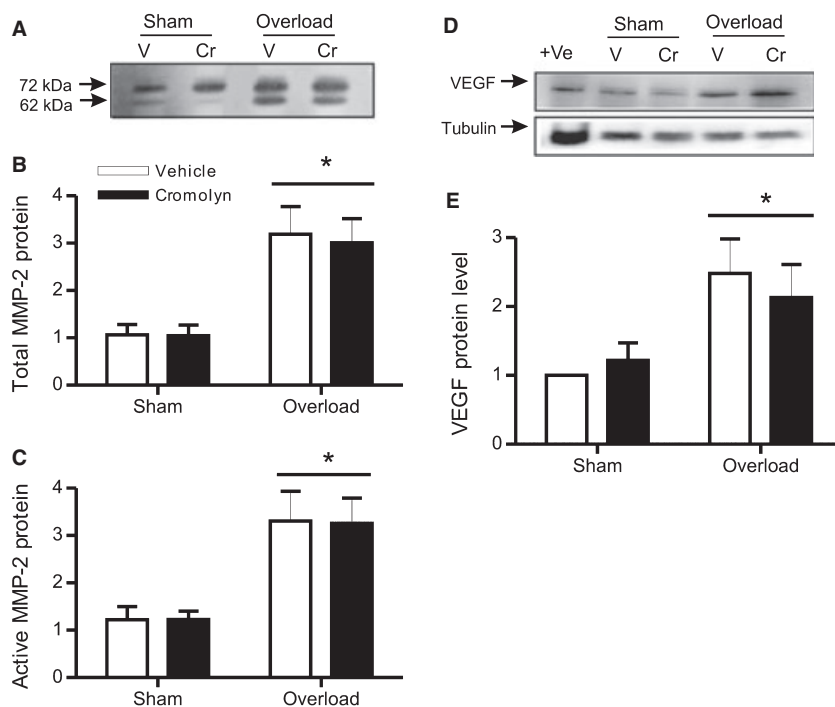 A
Sham
Overload
V
Cr
V
Cr
72 kDa
62 kDa
B
Vehicle
Cromolyn
*
Total MMP-2 protein
4
3
2
1
0
Sham
Overload
C
*
Active MMP-2 protein
4
3
2
1
0
Sham
Overload
D
Sham
Overload
+Ve
V
Cr
V
Cr
VEGF
Tubulin
E
*
VEGF protein level
3
2
1
0
Sham
Overload